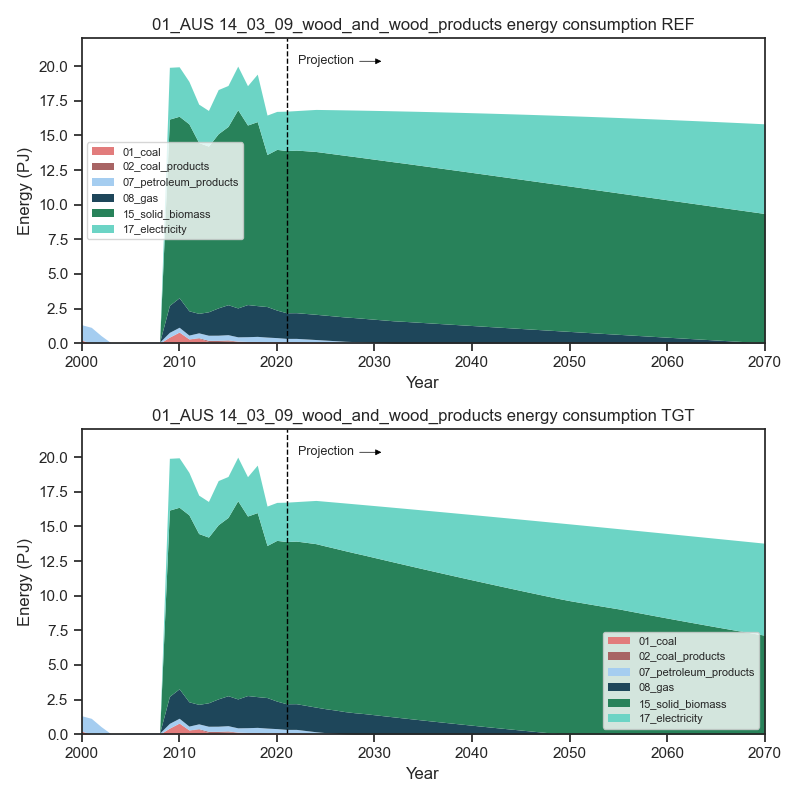 01_AUS 14_03_09_wood_and_wood_products energy consumption REF
Energy (PJ)
20.0
17.5
15.0
12.5
10.0
7.5
5.0
2.5
0.0
Projection
01_coal
02_coal_products
07_petroleum_products
08_gas
15_solid_biomass
17_electricity
2000 2010 2020 2030 2040 2050 2060 2070
Year
01_AUS 14_03_09_wood_and_wood_products energy consumption TGT
Energy (PJ)
20.0
17.5
15.0
12.5
10.0
7.5
5.0
2.5
0.0
Projection
01_coal
02_coal_products
07_petroleum_products
08_gas
15_solid_biomass
17_electricity
2000 2010 2020 2030 2040 2050 2060 2070
Year